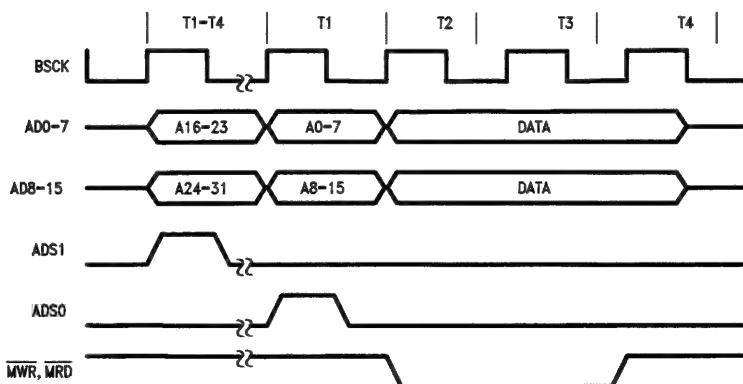 T1-T4 T1 T2 T3 T4
BSCK
AD0-7 A16-23 A0-7 DATA
AD8-15 A24-31 A8-15 DATA
ADS1
ADS0
MWR, MRD